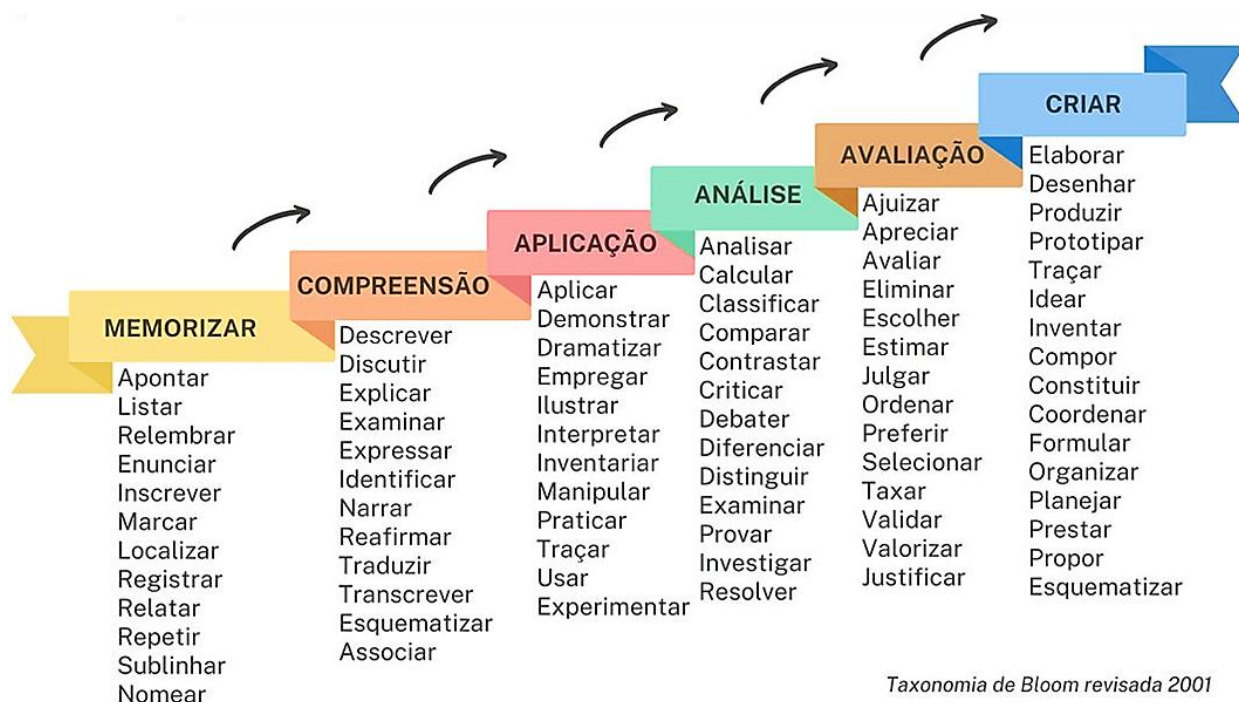 MEMORIZAR
Apontar
Listar
Relembrar
Enunciar
Inscrever
Marcar
Localizar
Registrar
Relatar
Repetir
Sublinhar
Nomear
COMPREENSÃO
Descrever
Discutir
Explicar
Examinar
Expressar
Identificar
Narrar
Reafirmar
Traduzir
Transcrever
Esquematizar
Associar
APLICAÇÃO
Aplicar
Demonstrar
Dramatizar
Empregar
Ilustrar
Interpretar
Inventariar
Manipular
Praticar
Traçar
Usar
Experimentar
ANÁLISE
Analisar
Calcular
Classificar
Comparar
Contrastar
Criticar
Debater
Diferenciar
Distinguir
Examinar
Provar
Investigar
Resolver
AVALIAÇÃO
Ajuizar
Apreciar
Avaliar
Eliminar
Escolher
Estimar
Julgar
Ordenar
Preferir
Selecionar
Taxar
Validar
Valorizar
Justificar
CRIAR
Elaborar
Desenhar
Produzir
Prototipar
Traçar
Idear
Inventar
Compor
Constituir
Coordenar
Formular
Organizar
Planejar
Prestar
Propor
Esquematizar
Taxonomia de Bloom revisada 2001